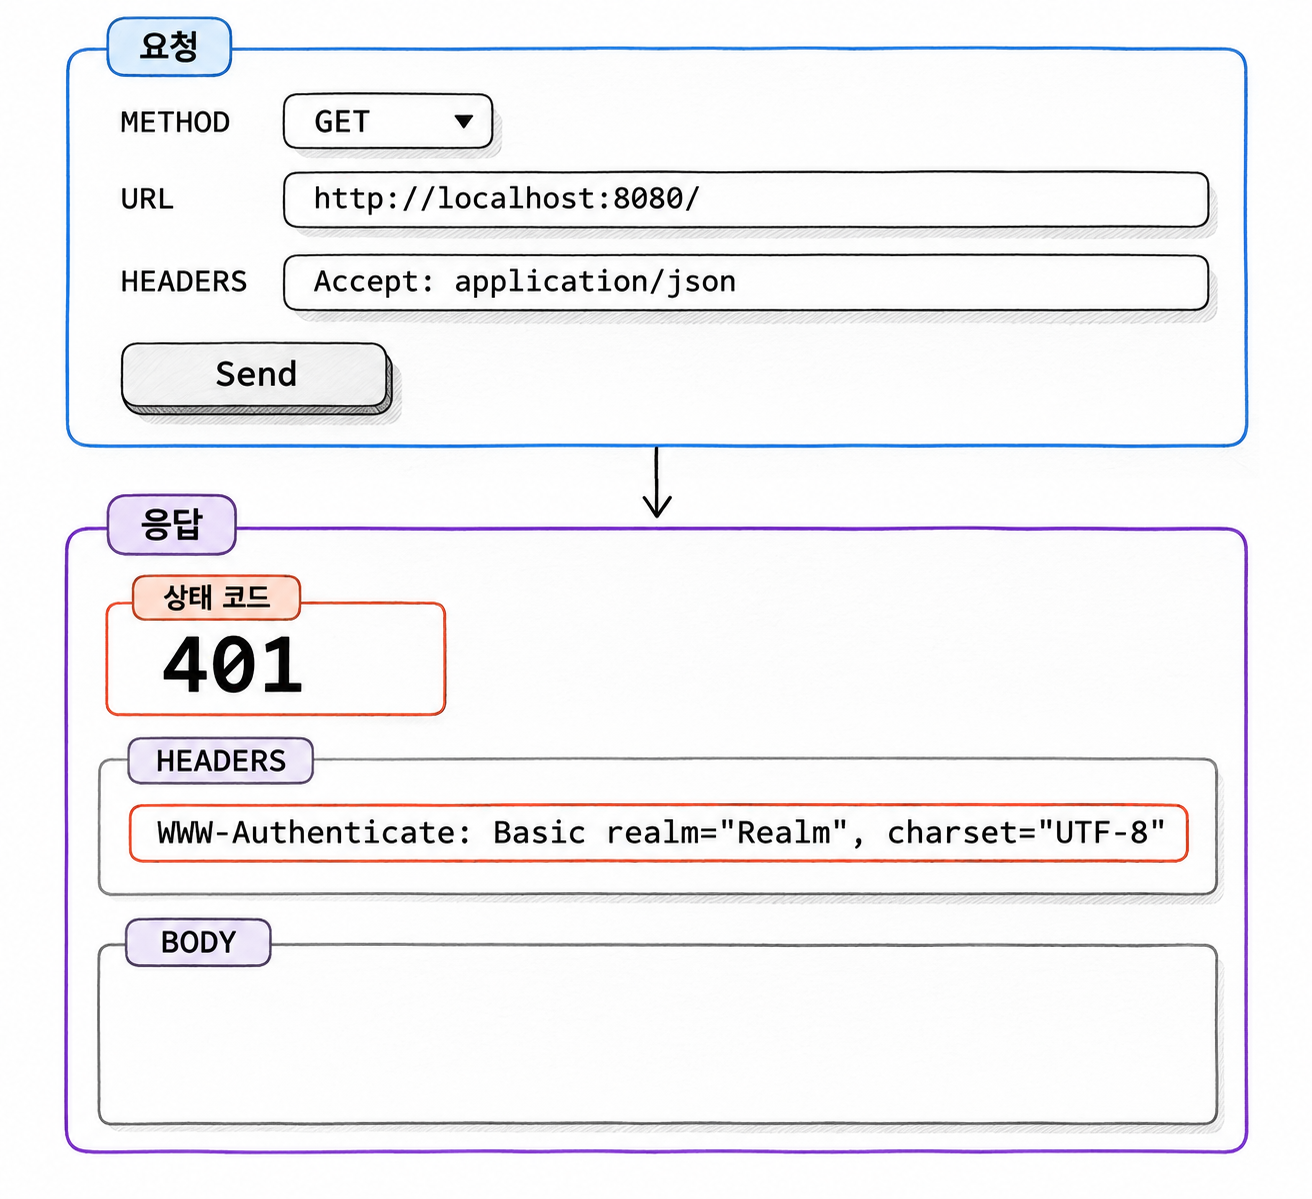 요청
METHOD GET
URL http://localhost:8080/
HEADERS Accept: application/json
Send
응답
상태 코드
401
HEADERS
WWW-Authenticate: Basic realm="Realm", charset="UTF-8"
BODY